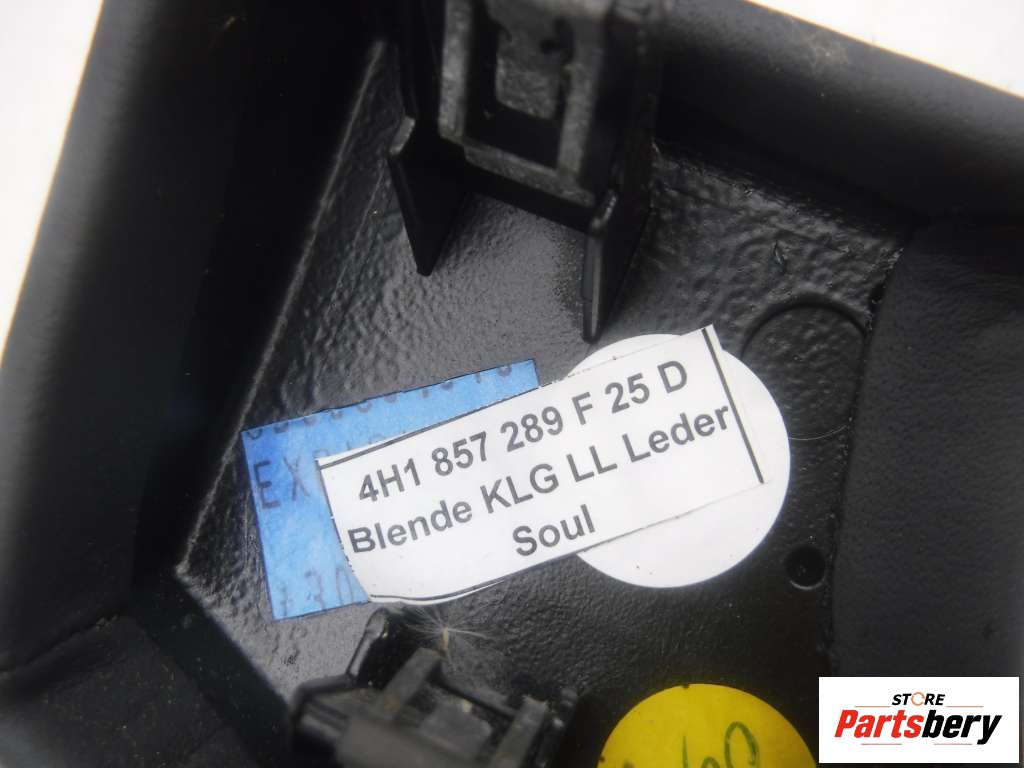 EX
4H1 857 289 F 25 D
Blende KLG LL Leder
Soul
STORE
Partsbery